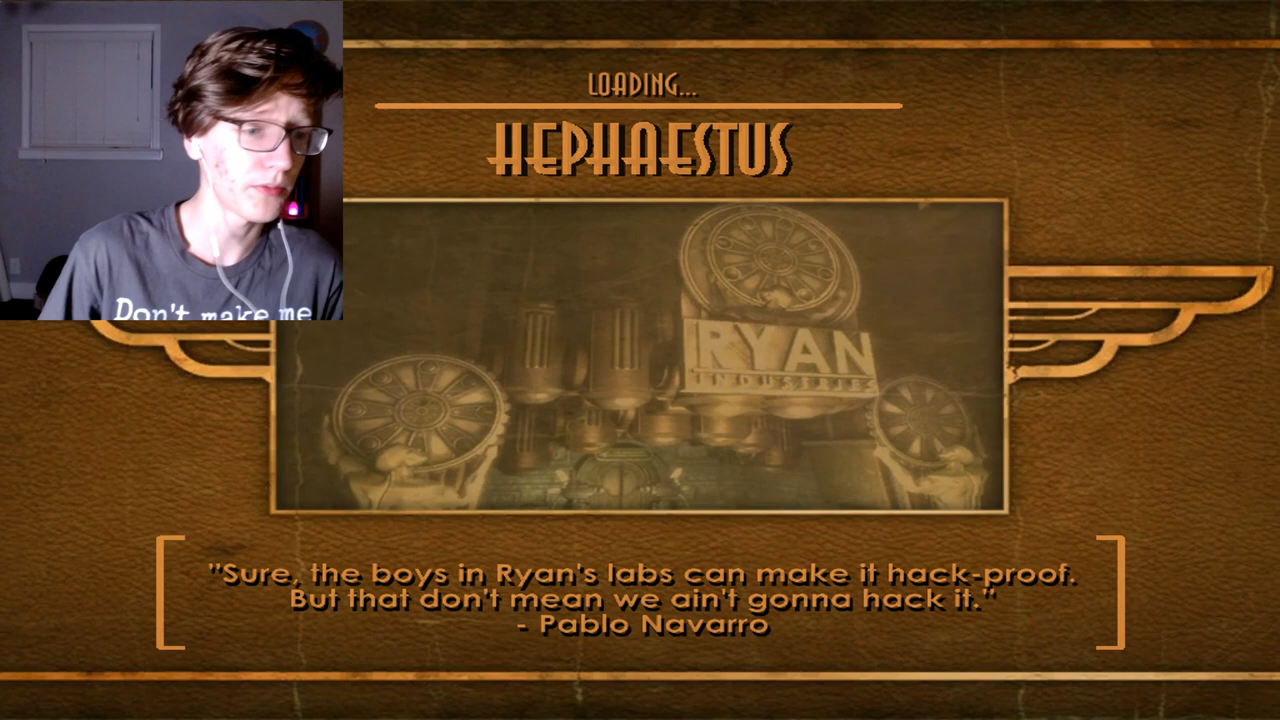 LOADING...
HEPHAESTUS
RYAN
INDUSTRIES
Don't make me
"Sure, the boys in Ryan's labs can make it hack-proof.
But that don't mean we ain't gonna hack it."
- Pablo Navarro